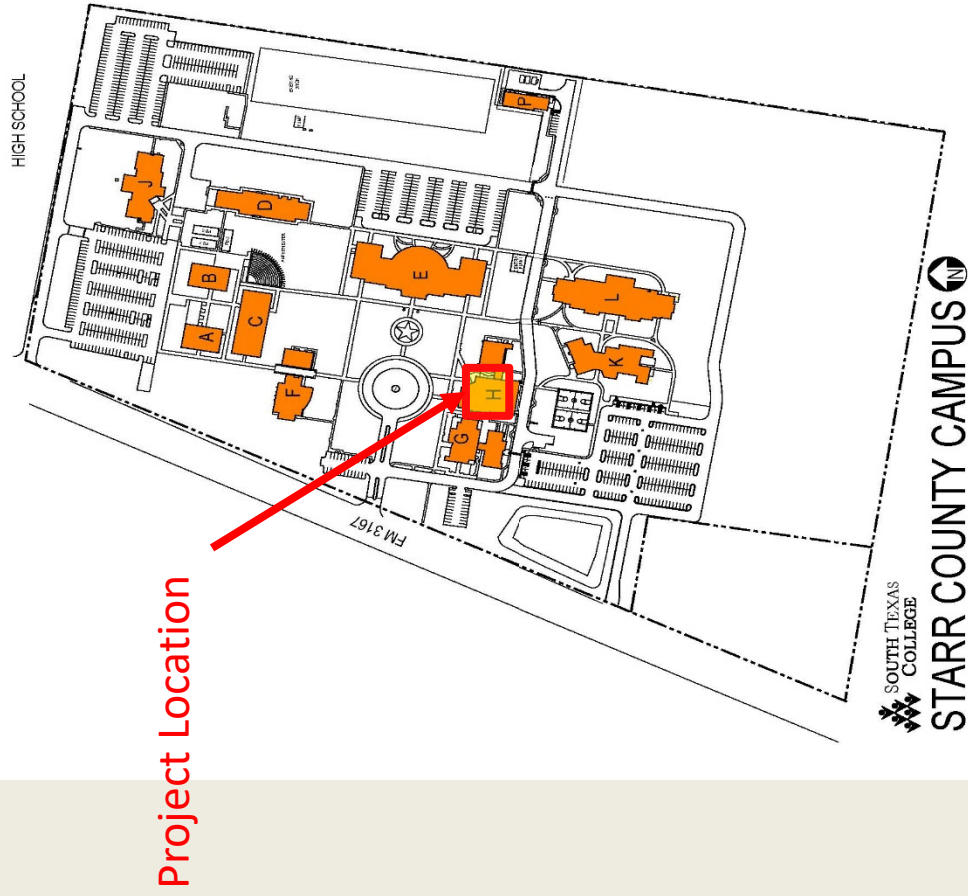 HIGH SCHOOL
J
D
B
A
C
F
E
P
H
G
L
K
FM 3167
Project Location
SOUTH TEXAS
COLLEGE
STARR COUNTY CAMPUS
N